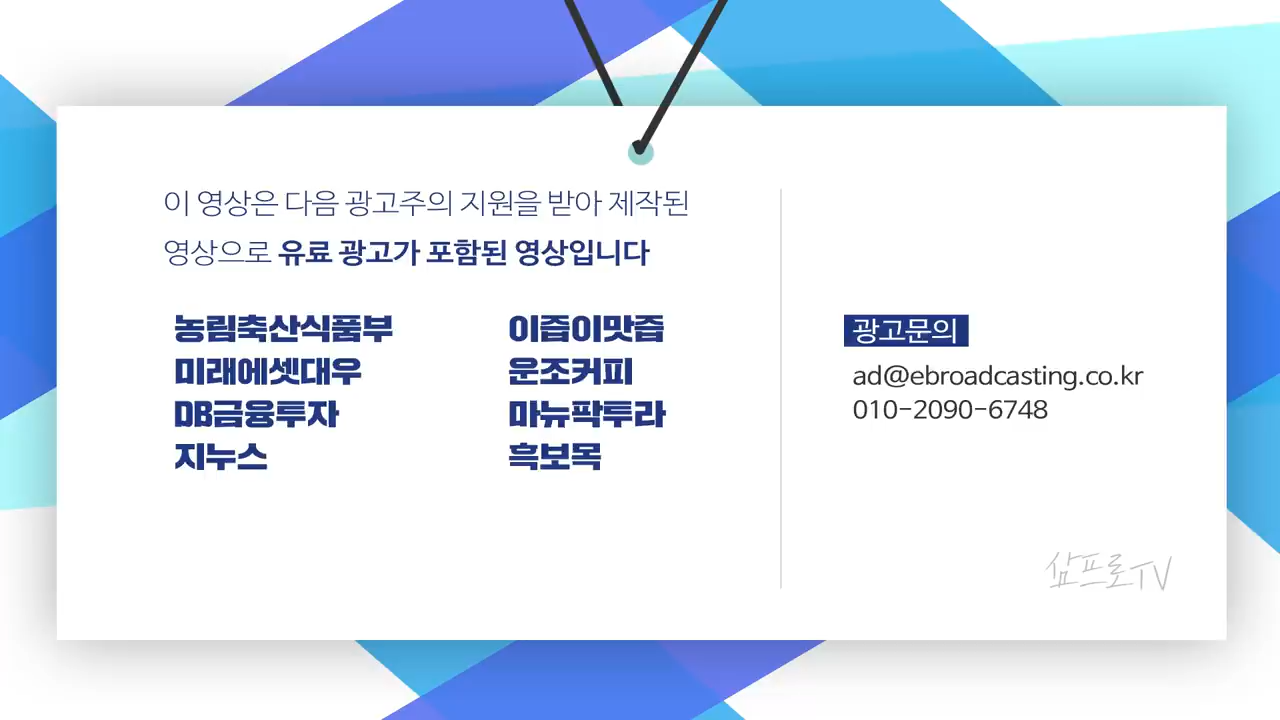 이 영상은 다음 광고주의 지원을 받아 제작된
영상으로 유료 광고가 포함된 영상입니다
농림축산식품부
미래에셋대우
DB금융투자
지누스
이즙이맛즙
운조커피
마뉴팍투라
흑보목
광고문의
ad@ebroadcasting.co.kr
010-2090-6748
삼프로TV